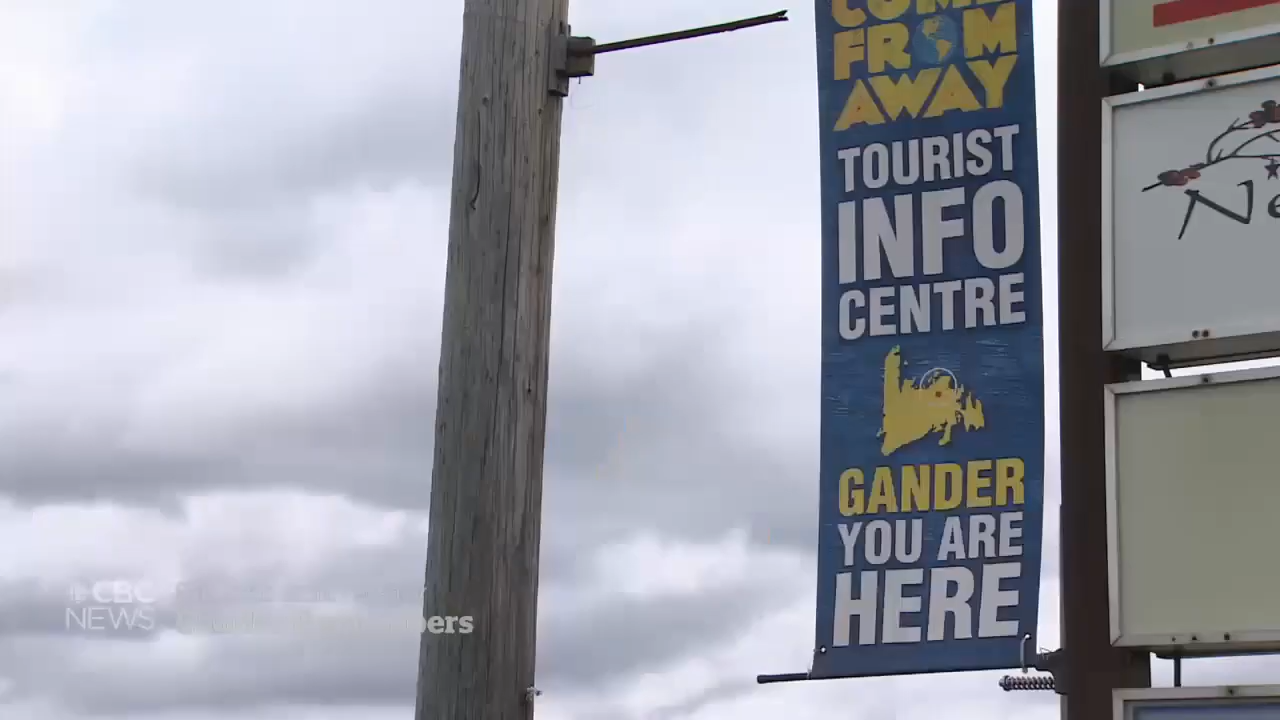 COME
FROM
AWAY
TOURIST
INFO
CENTRE
GANDER
YOU ARE
HERE
CBC
NEWS